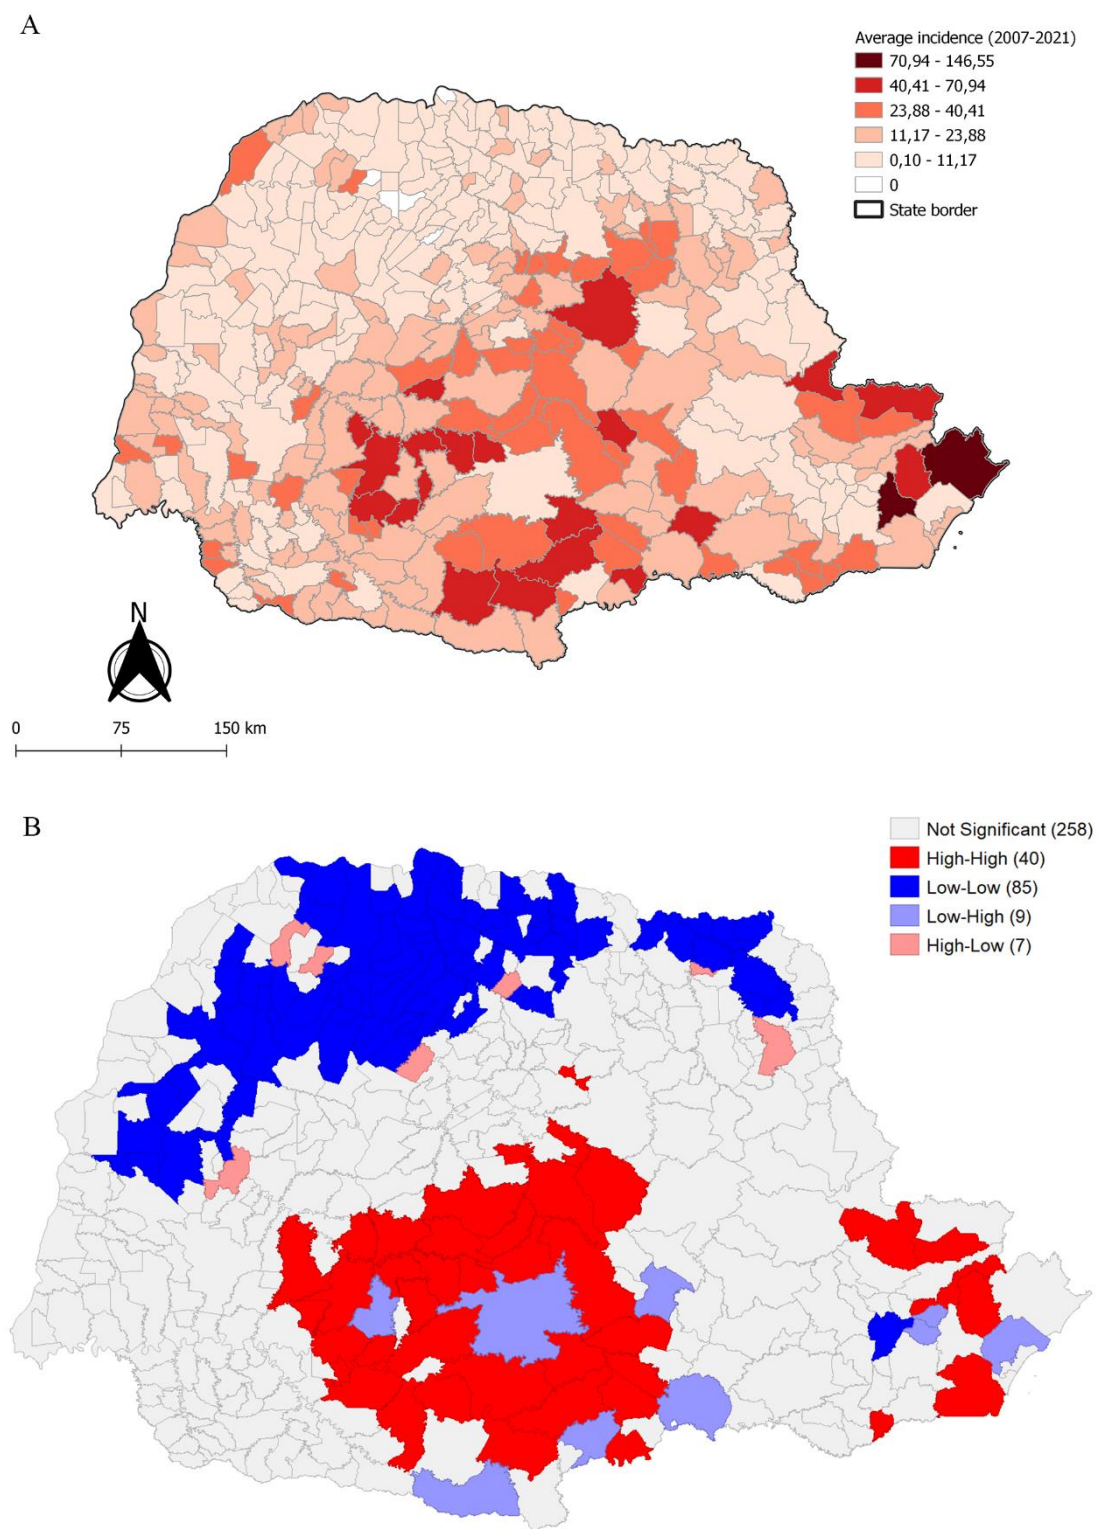 A
Average incidence (2007-2021)
70,94 - 146,55
40,41 - 70,94
23,88 - 40,41
11,17 - 23,88
0,10 - 11,17
0
State border
N
0 75 150 km
B
Not Significant (258)
High-High (40)
Low-Low (85)
Low-High (9)
High-Low (7)